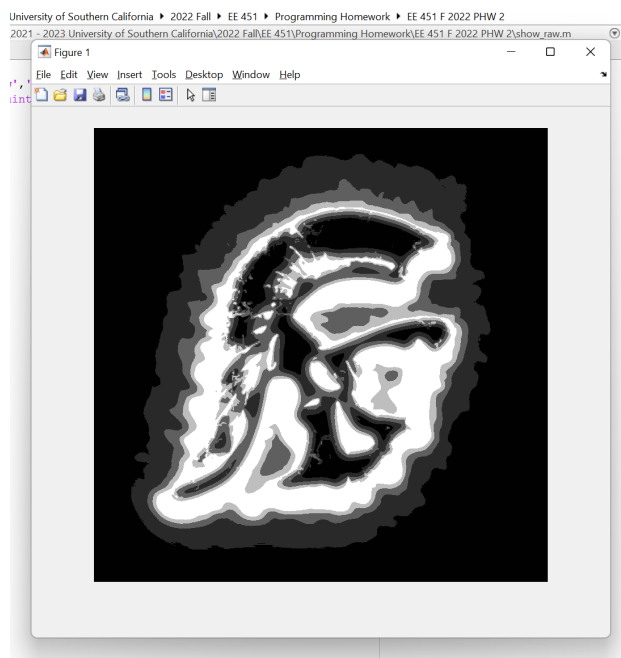 University of Southern California ▸ 2022 Fall ▸ EE 451 ▸ Programming Homework ▸ EE 451 F 2022 PHW 2
2021 - 2023 University of Southern California\2022 Fall\EE 451\Programming Homework\EE 451 F 2022 PHW 2\show_raw.m
Figure 1
File Edit View Insert Tools Desktop Window Help